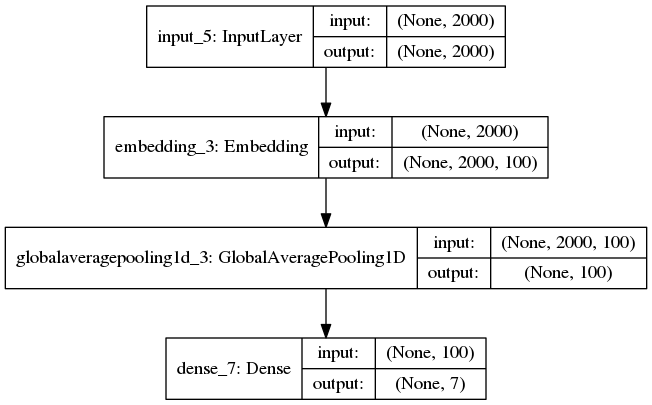 input_5: InputLayer
input: (None, 2000)
output: (None, 2000)
embedding_3: Embedding
input: (None, 2000)
output: (None, 2000, 100)
globalaveragepooling1d_3: GlobalAveragePooling1D
input: (None, 2000, 100)
output: (None, 100)
dense_7: Dense
input: (None, 100)
output: (None, 7)